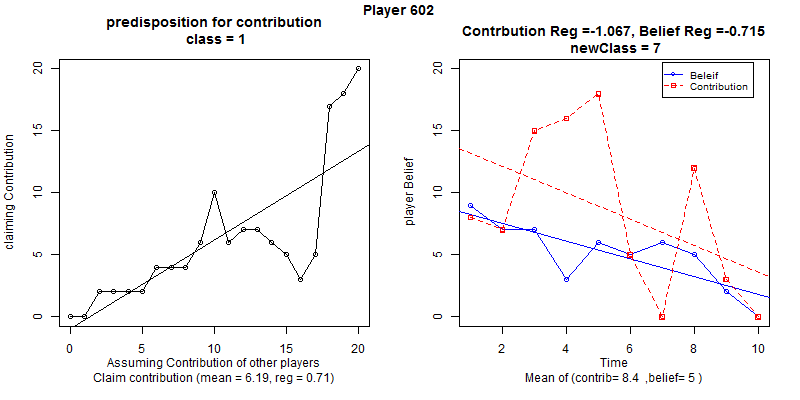 Player 602
predisposition for contribution
class = 1
claiming Contribution
20
15
10
5
0
0 5 10 15 20
Assuming Contribution of other players
Claim contribution (mean = 6.19, reg = 0.71)
Contrbution Reg =-1.067, Belief Reg =-0.715
newClass = 7
player Belief
20
15
10
5
0
Beleif
Contribution
2 4 6 8 10
Time
Mean of (contrib= 8.4 ,belief= 5 )